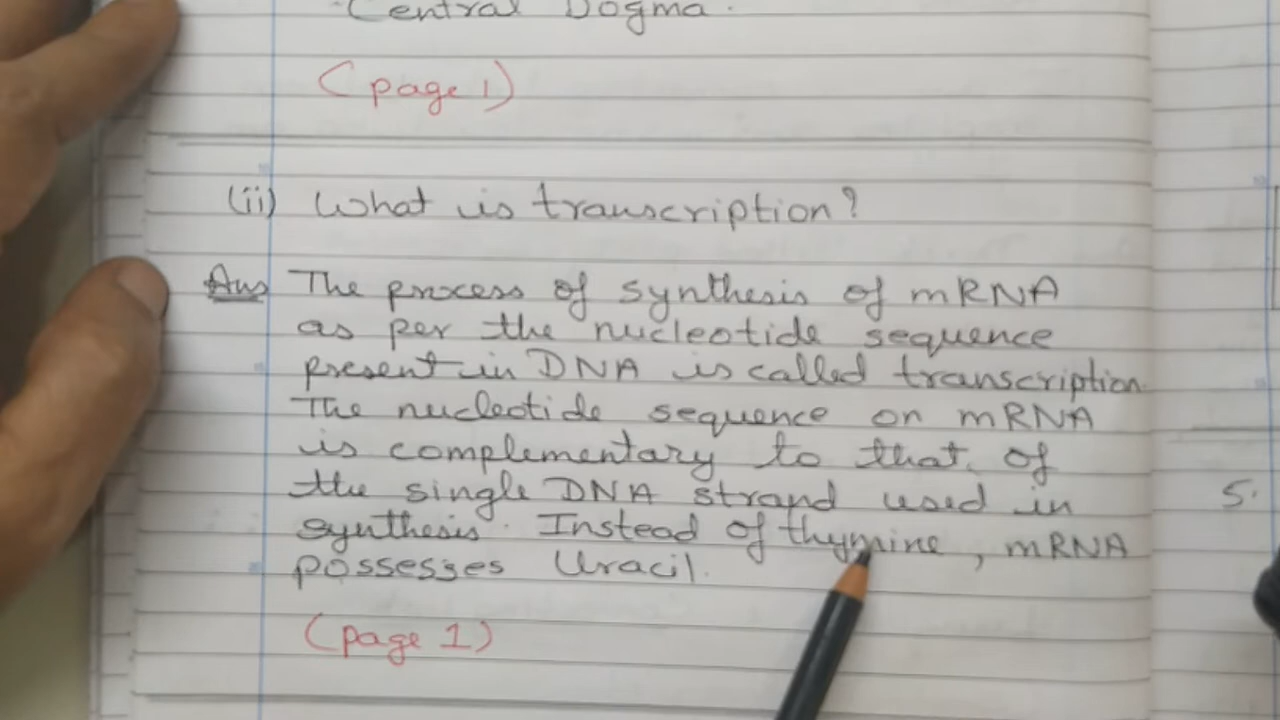 Central Dogma.
(page 1)
(ii) What is transcription?
Ans The process of synthesis of mRNA
as per the nucleotide sequence
present in DNA is called transcription
The nucleotide sequence on mRNA
is complementary to that of
the single DNA strand used in
synthesis. Instead of thymine, mRNA
possesses Uracil.
(page 1)
5.